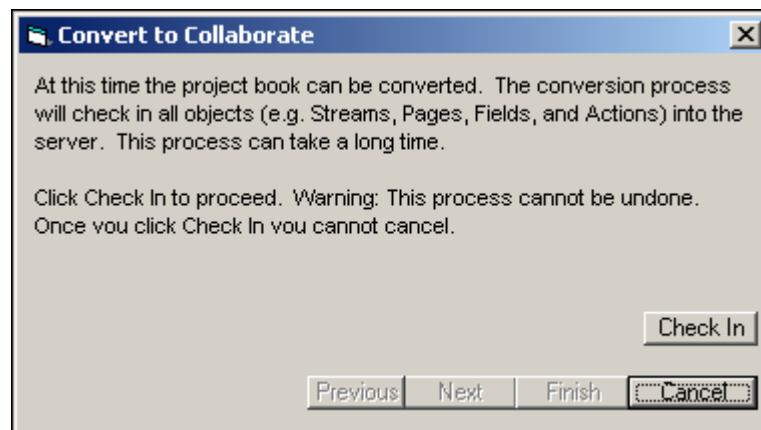 Convert to Collaborate
At this time the project book can be converted. The conversion process
will check in all objects (e.g. Streams, Pages, Fields, and Actions) into the
server. This process can take a long time.
Click Check In to proceed. Warning: This process cannot be undone.
Once you click Check In you cannot cancel.
Check In
Previous Next Finish Cancel